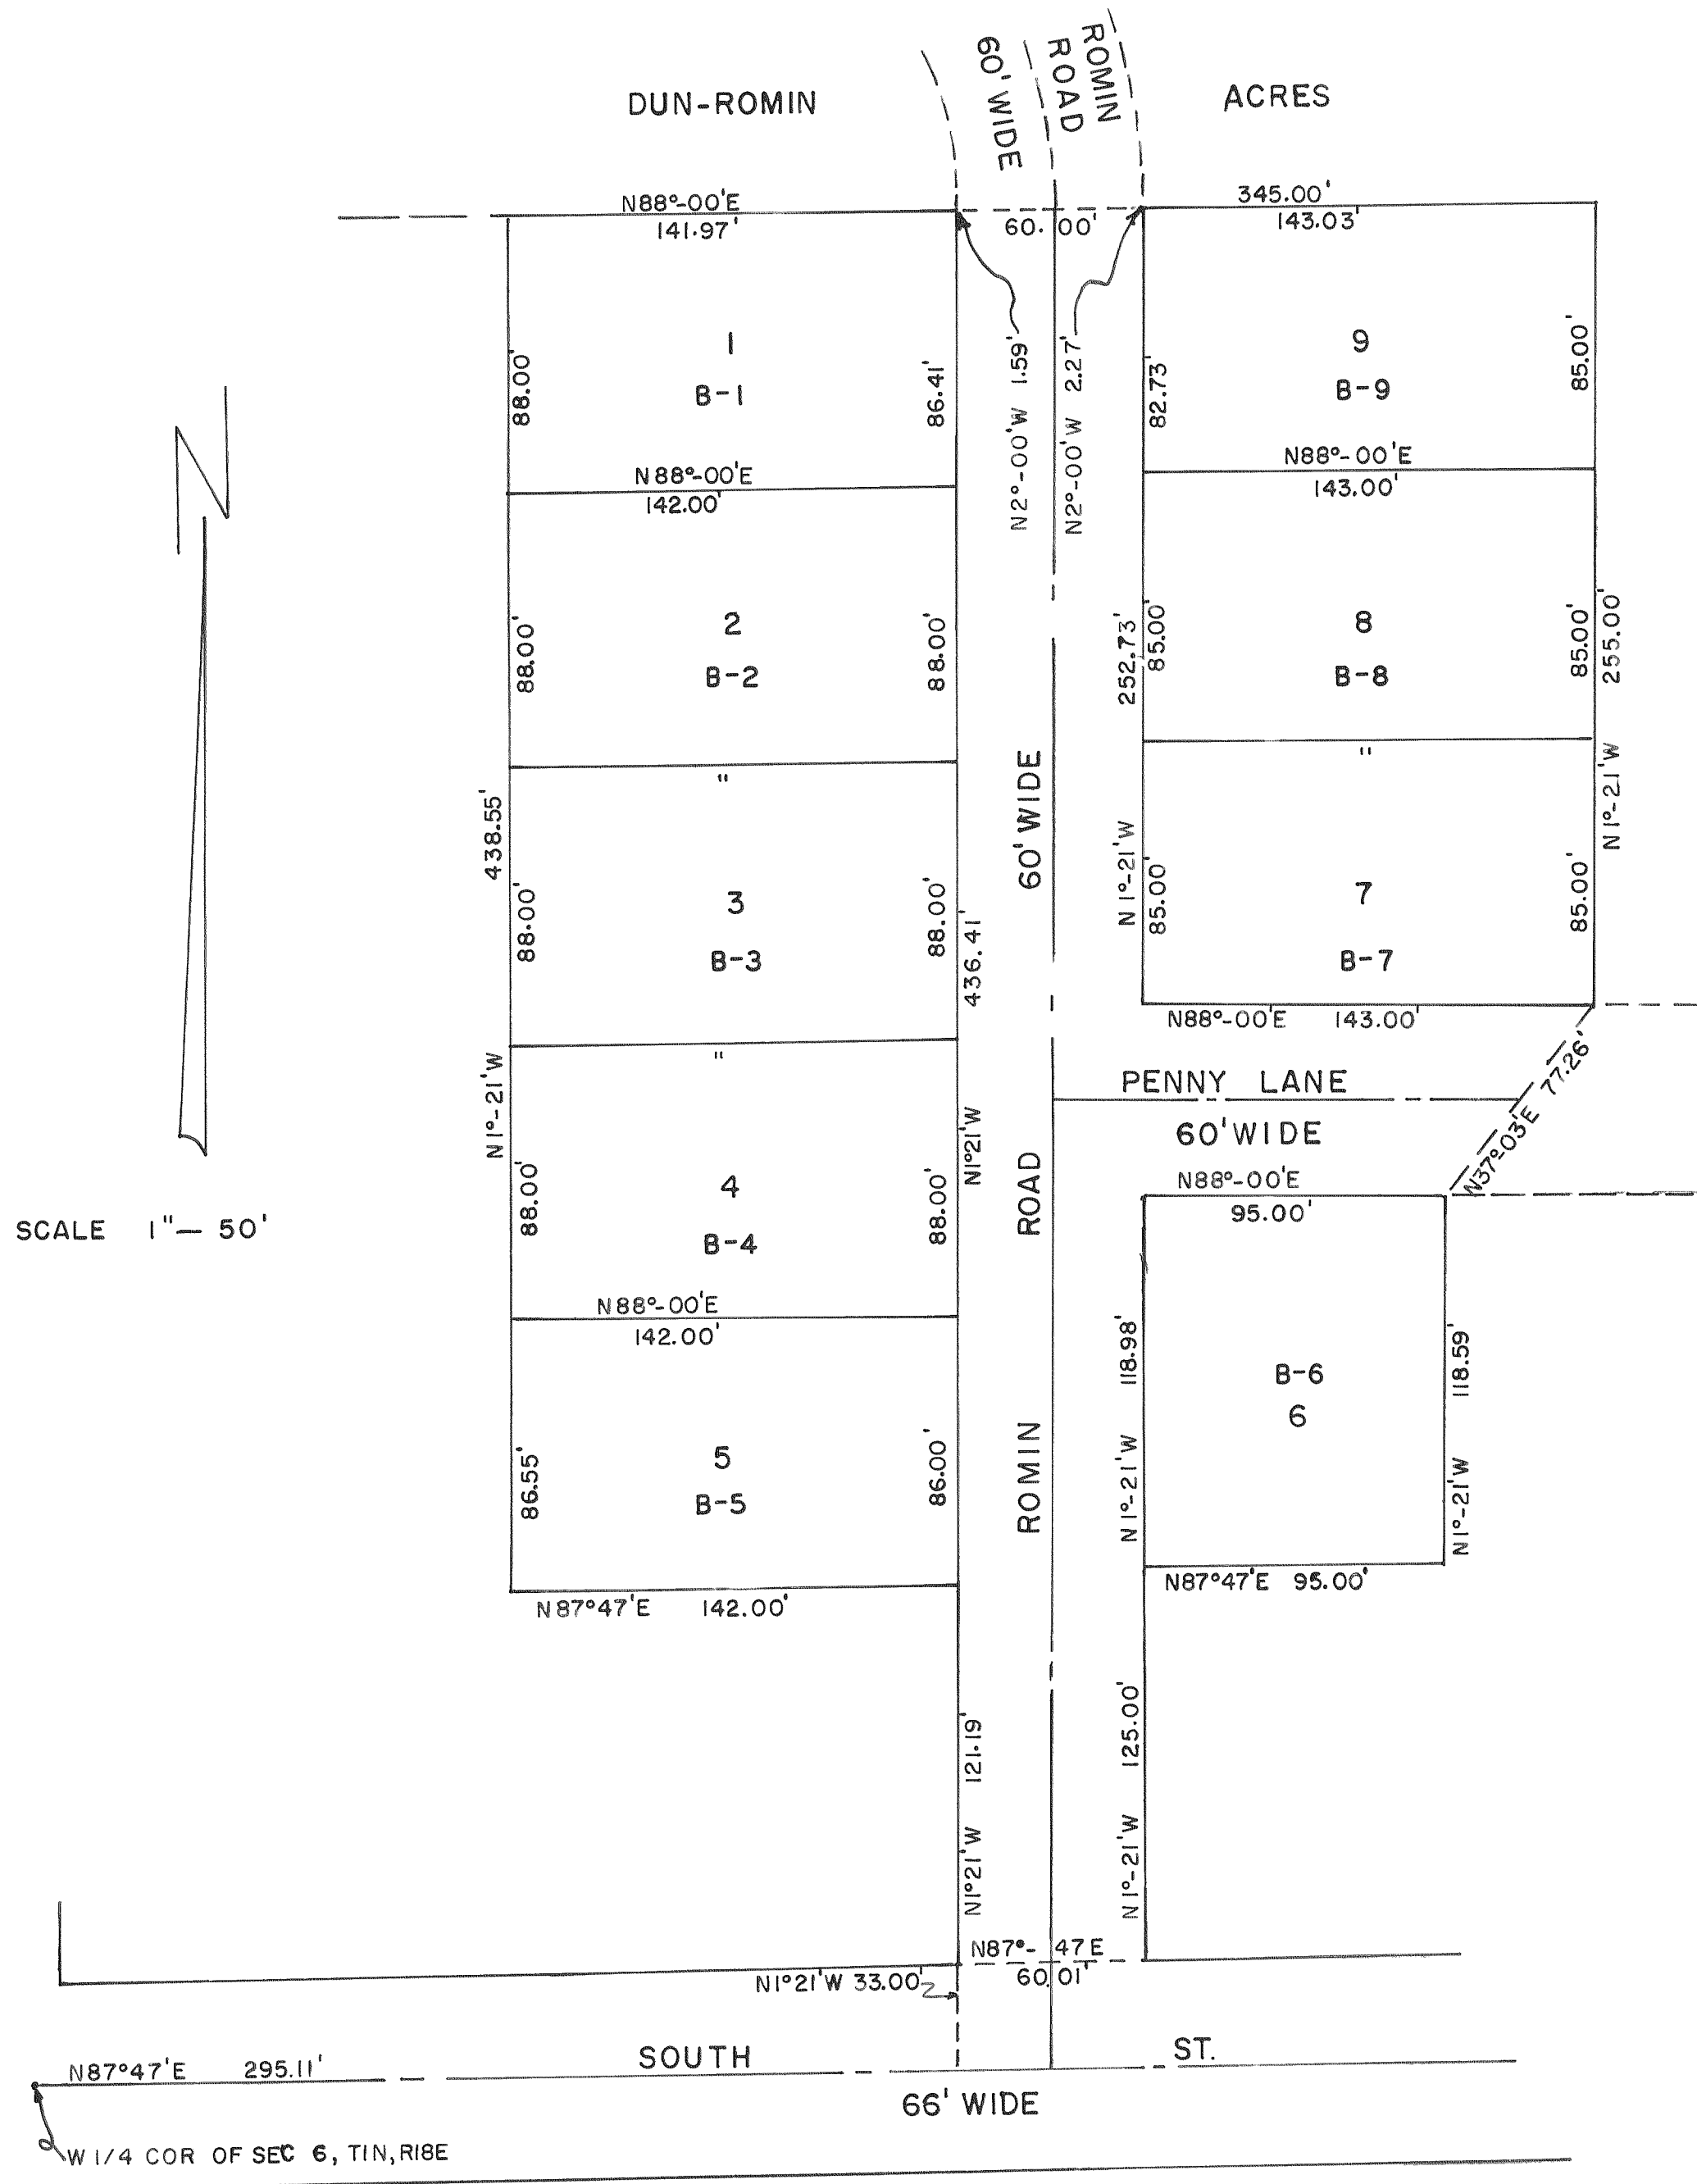 DUN-ROMIN
60' WIDE
ROMIN
ROAD
ACRES
N88°-00'E
141.97'
60.00'
345.00'
143.03'
1
B-1
88.00'
86.41'
N2°-00'W 1.59'
N2°-00'W 2.27'
9
B-9
82.73'
85.00'
N
N88°-00'E
142.00'
N88°-00'E
143.00'
2
B-2
88.00'
88.00'
8
B-8
252.73'
85.00'
85.00'
255.00'
"
"
60' WIDE
438.55'
3
B-3
88.00'
88.00'
436.41'
N1°-21'W
85.00'
7
B-7
85.00'
N1°-21'W
N88°-00'E 143.00'
"
N1°-21'W
PENNY LANE
60' WIDE
N37°-03'E 77.26'
N88°-00'E
95.00'
SCALE 1"— 50'
4
B-4
88.00'
88.00'
N1°21'W
ROAD
N88°-00'E
142.00'
118.98'
N1°-21'W
B-6
6
118.59'
N1°-21'W
5
B-5
86.55'
86.00'
ROMIN
N87°47'E 95.00'
N87°47'E 142.00'
121.19
N1°21'W
125.00'
N1°-21'W
N87°-47E
60.01'
N1°21'W 33.00'
SOUTH ST.
N87°47'E 295.11'
66' WIDE
W 1/4 COR OF SEC 6, T1N, R18E